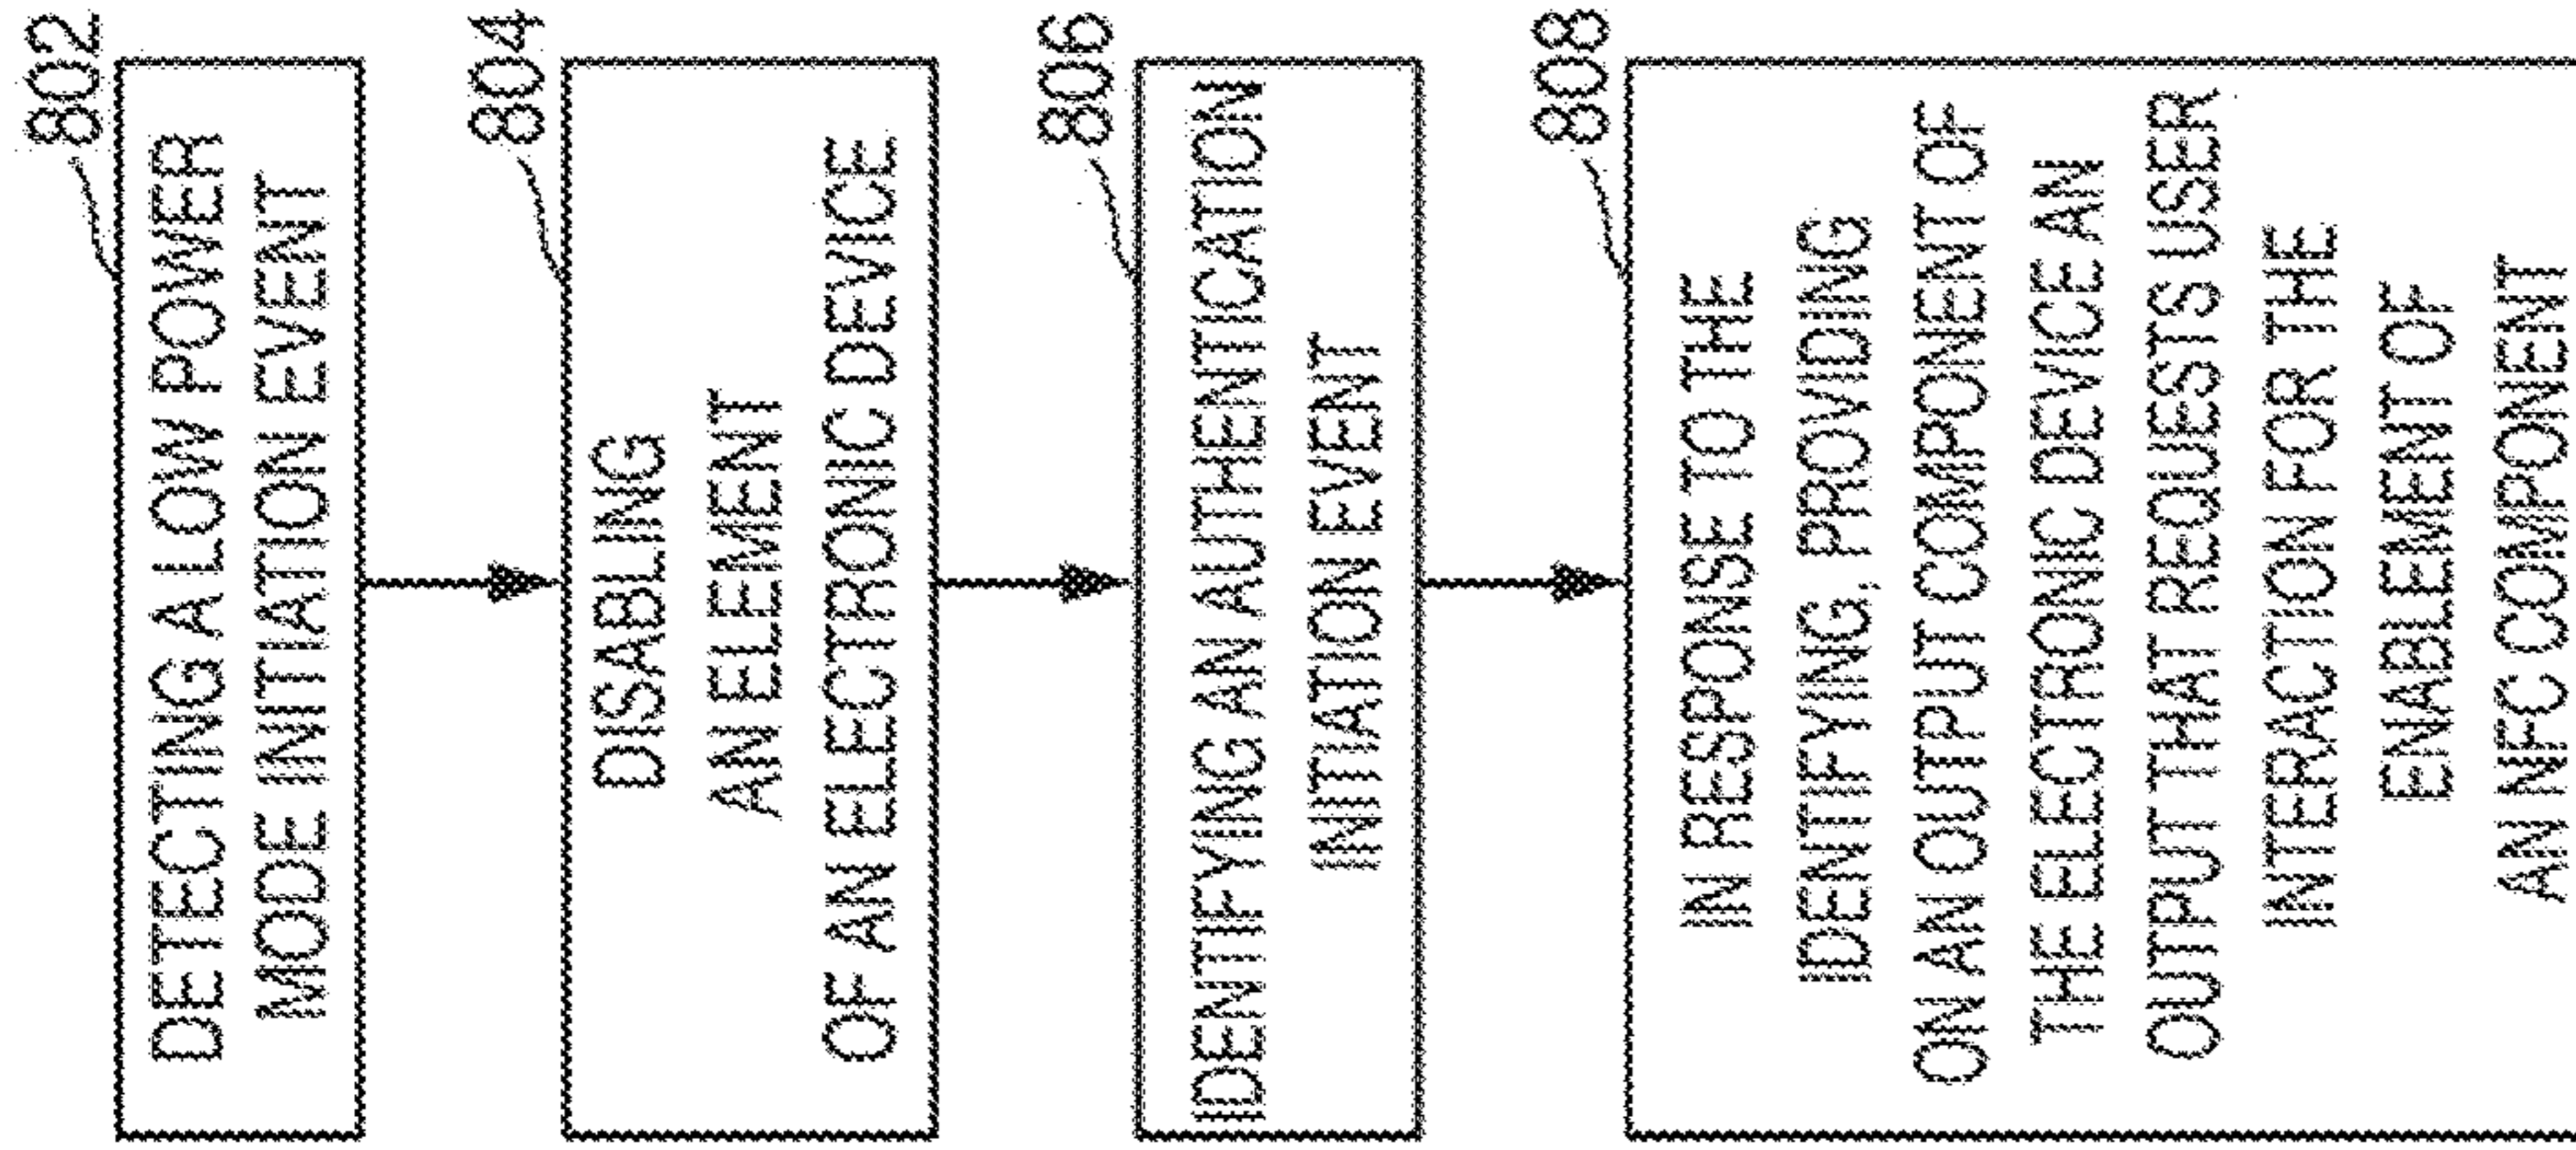 802
DETECTING A LOW POWER
MODE INITIATION EVENT
804
DISABLING
AN ELEMENT
OF AN ELECTRONIC DEVICE
806
IDENTIFYING AN AUTHENTICATION
INITIATION EVENT
808
IN RESPONSE TO THE
IDENTIFYING, PROVIDING
ON AN OUTPUT COMPONENT OF
THE ELECTRONIC DEVICE AN
OUTPUT THAT REQUESTS USER
INTERACTION FOR THE
ENABLEMENT OF
AN NFC COMPONENT